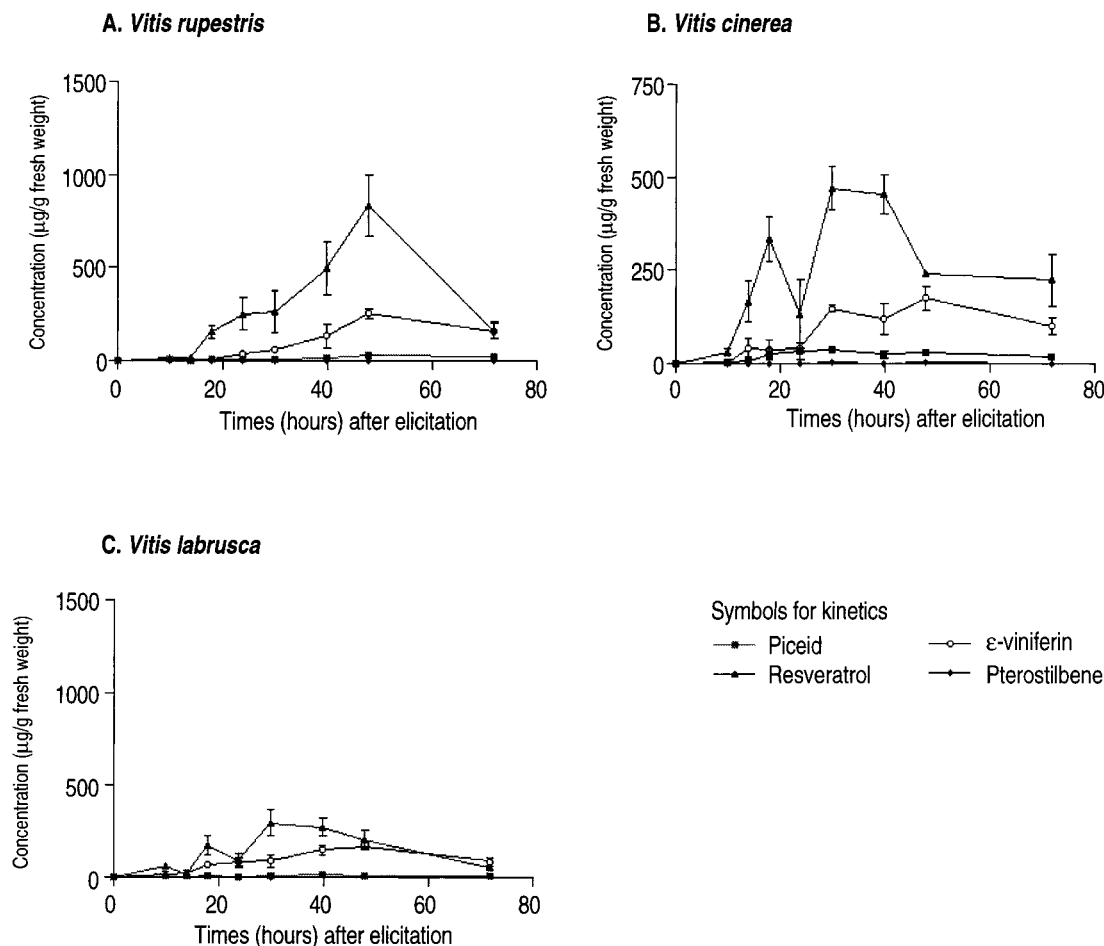 A. Vitis rupestris
1500
1000
500
0
0 20 40 60 80
Concentration (µg/g fresh weight)
Times (hours) after elicitation
B. Vitis cinerea
750
500
250
0
0 20 40 60 80
Concentration (µg/g fresh weight)
Times (hours) after elicitation
C. Vitis labrusca
1500
1000
500
0
0 20 40 60 80
Concentration (µg/g fresh weight)
Times (hours) after elicitation
Symbols for kinetics
Piceid
Resveratrol
ε-viniferin
Pterostilbene